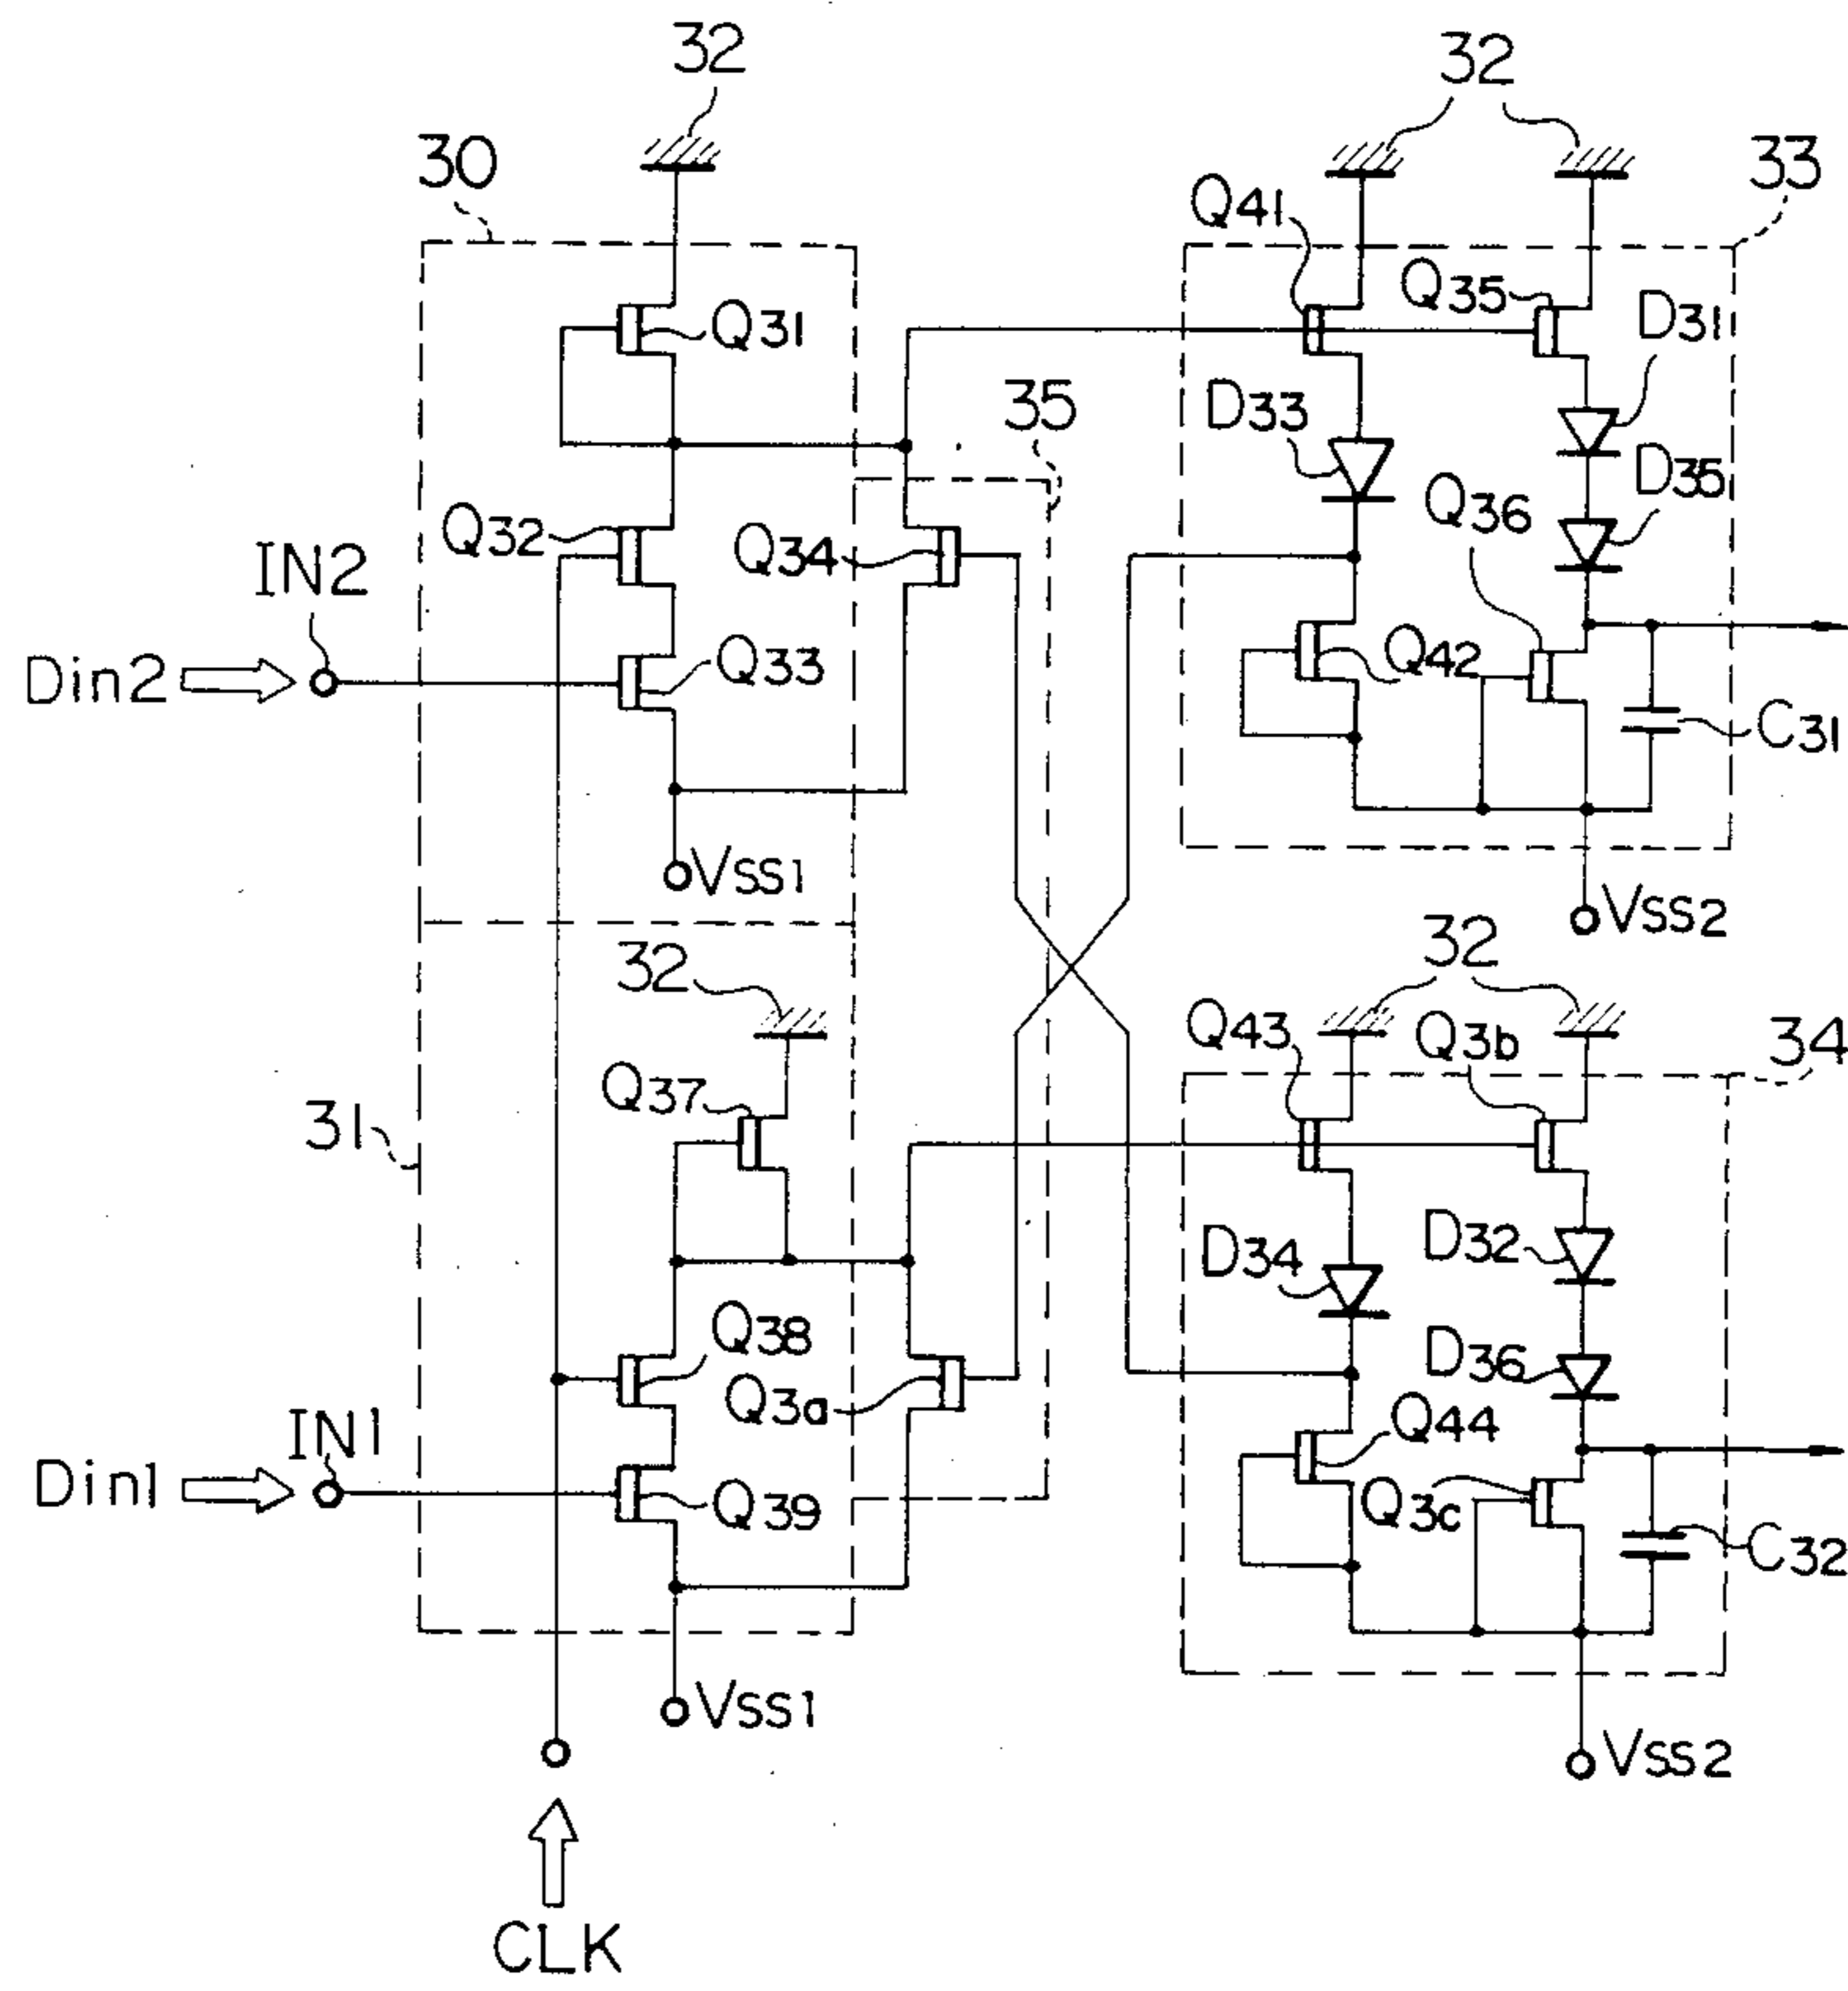 32
32
30
33
Q41
Q35
Q31
D31
35
D33
D35
Q36
Q32
Q34
IN2
Q33
Q42
Din2
C31
VSS1
VSS2
32
32
Q43
Q3b
34
Q37
31
D34
D32
Q38
D36
Q3a
Q44
IN1
Din1
Q39
Q3c
C32
VSS1
VSS2
CLK